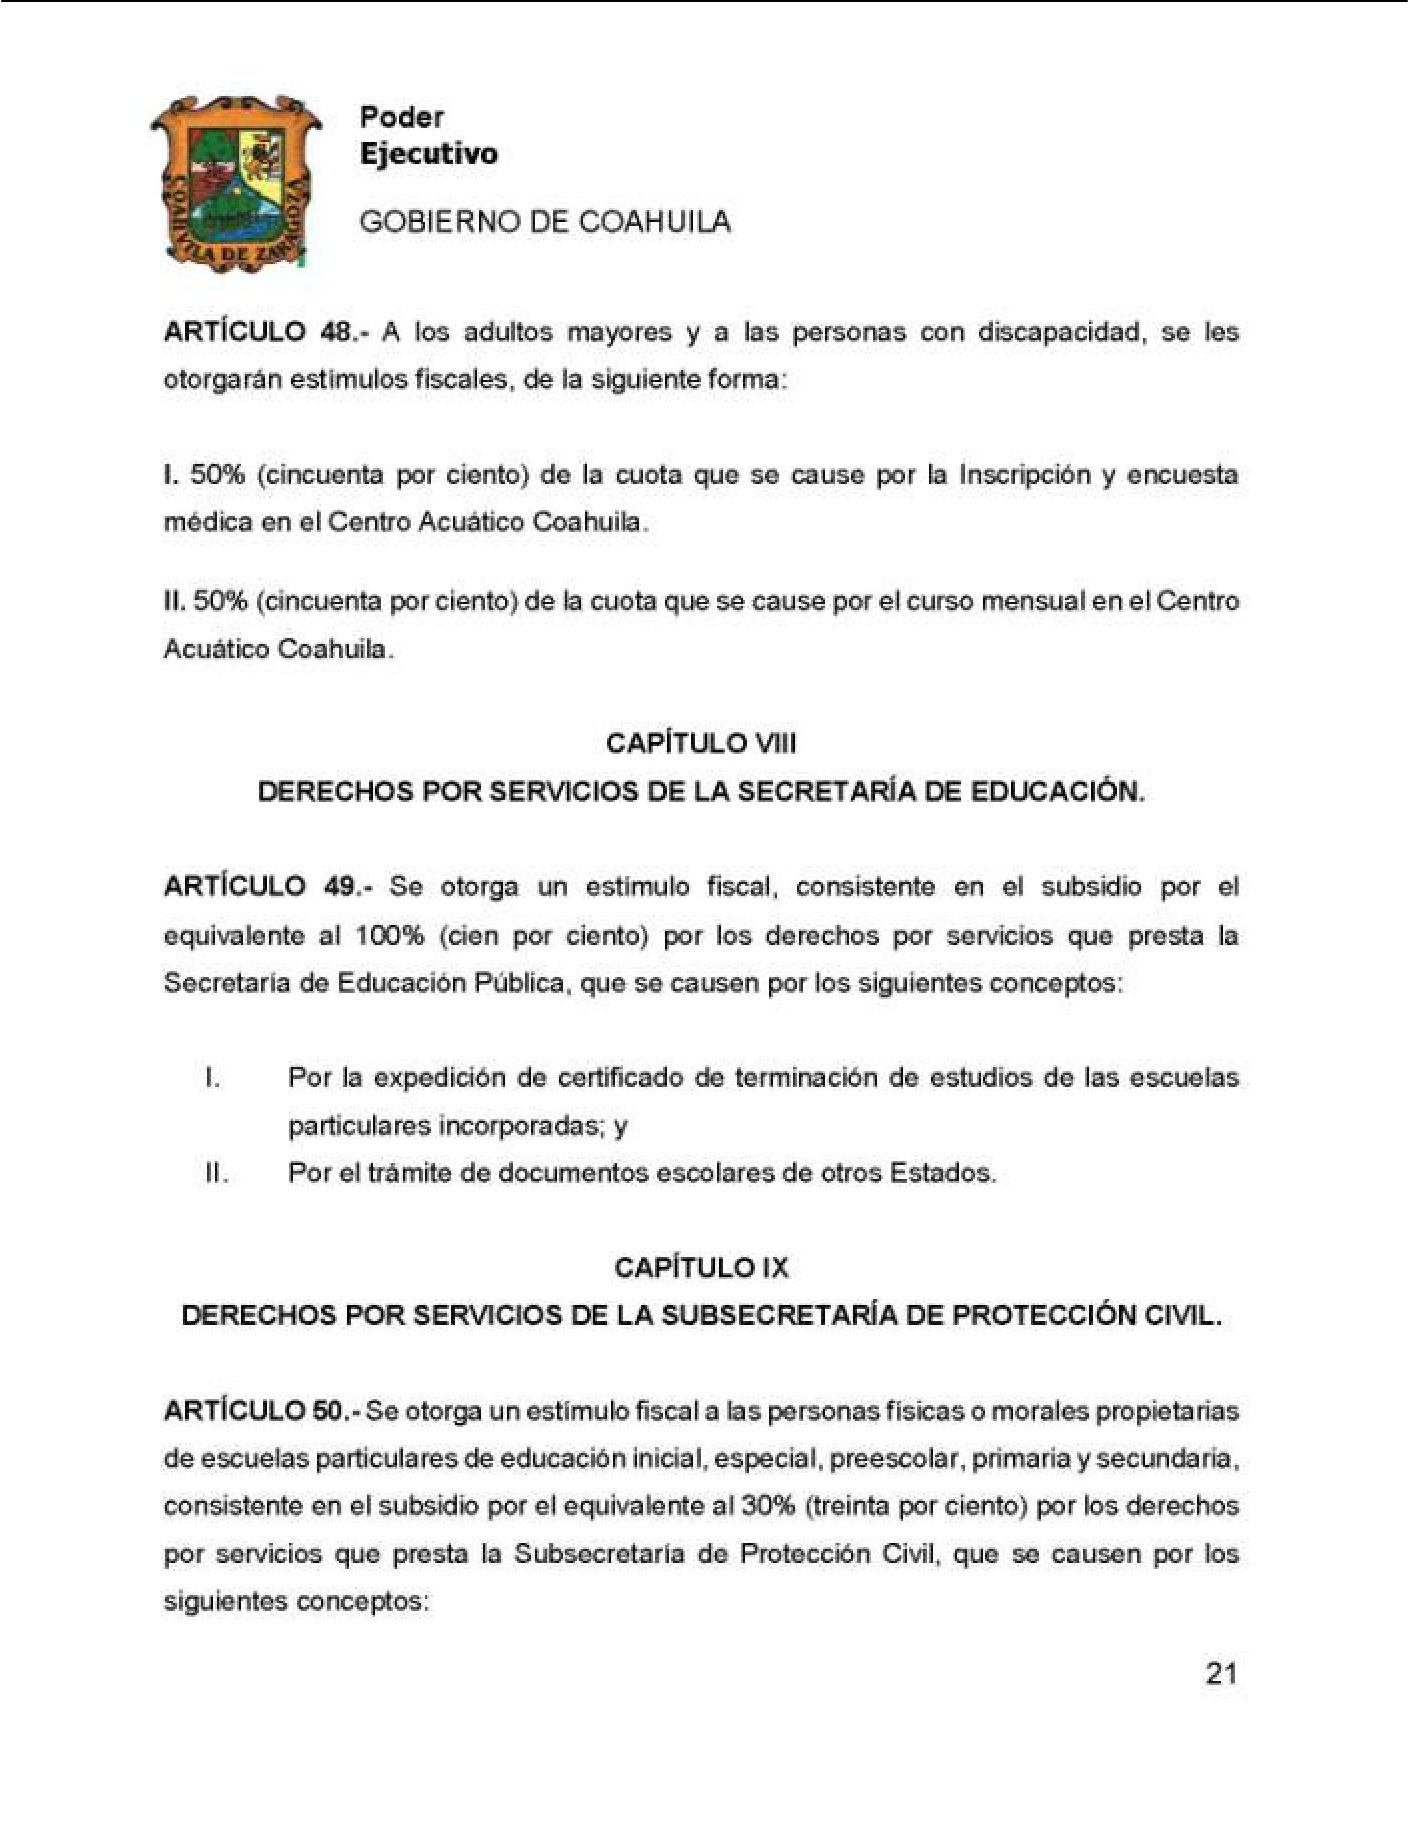 Poder
Ejecutivo
GOBIERNO DE COAHUILA
COAHVILA DE ZARAGOZA
ARTÍCULO 48.- A los adultos mayores y a las personas con discapacidad, se les
otorgarán estímulos fiscales, de la siguiente forma:
I. 50% (cincuenta por ciento) de la cuota que se cause por la Inscripción y encuesta
médica en el Centro Acuático Coahuila.
II. 50% (cincuenta por ciento) de la cuota que se cause por el curso mensual en el Centro
Acuático Coahuila.
CAPÍTULO VIII
DERECHOS POR SERVICIOS DE LA SECRETARÍA DE EDUCACIÓN.
ARTÍCULO 49.- Se otorga un estímulo fiscal, consistente en el subsidio por el
equivalente al 100% (cien por ciento) por los derechos por servicios que presta la
Secretaría de Educación Pública, que se causen por los siguientes conceptos:
I. Por la expedición de certificado de terminación de estudios de las escuelas
particulares incorporadas; y
II. Por el trámite de documentos escolares de otros Estados.
CAPÍTULO IX
DERECHOS POR SERVICIOS DE LA SUBSECRETARÍA DE PROTECCIÓN CIVIL.
ARTÍCULO 50.- Se otorga un estímulo fiscal a las personas físicas o morales propietarias
de escuelas particulares de educación inicial, especial, preescolar, primaria y secundaria,
consistente en el subsidio por el equivalente al 30% (treinta por ciento) por los derechos
por servicios que presta la Subsecretaría de Protección Civil, que se causen por los
siguientes conceptos:
21